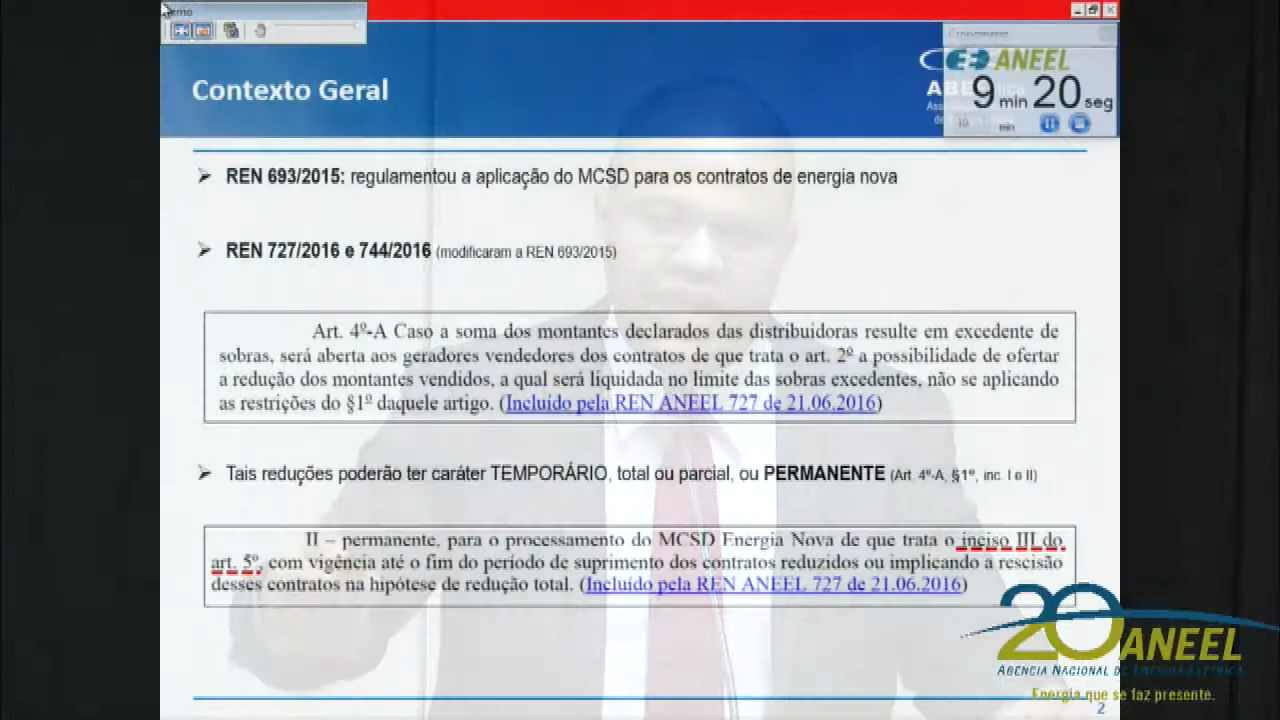 emo
Contexto Geral
ANEEL
9 min 20 seg
10
min
REN 693/2015: regulamentou a aplicação do MCSD para os contratos de energia nova
REN 727/2016 e 744/2016 (modificaram a REN 693/2015)
Art. 4º-A Caso a soma dos montantes declarados das distribuidoras resulte em excedente de
sobras, será aberta aos geradores vendedores dos contratos de que trata o art. 2º a possibilidade de ofertar
a redução dos montantes vendidos, a qual será liquidada no limite das sobras excedentes, não se aplicando
as restrições do §1º daquele artigo. (Incluído pela REN ANEEL 727 de 21.06.2016)
Tais reduções poderão ter caráter TEMPORÁRIO, total ou parcial, ou PERMANENTE (Art. 4º-A, §1º, inc. I e II)
II – permanente, para o processamento do MCSD Energia Nova de que trata o inciso III do
art. 5º, com vigência até o fim do período de suprimento dos contratos reduzidos ou implicando a rescisão
desses contratos na hipótese de redução total. (Incluído pela REN ANEEL 727 de 21.06.2016)
20 ANEEL
AGÊNCIA NACIONAL DE ENERGIA ELÉTRICA
Energia que se faz presente.
2